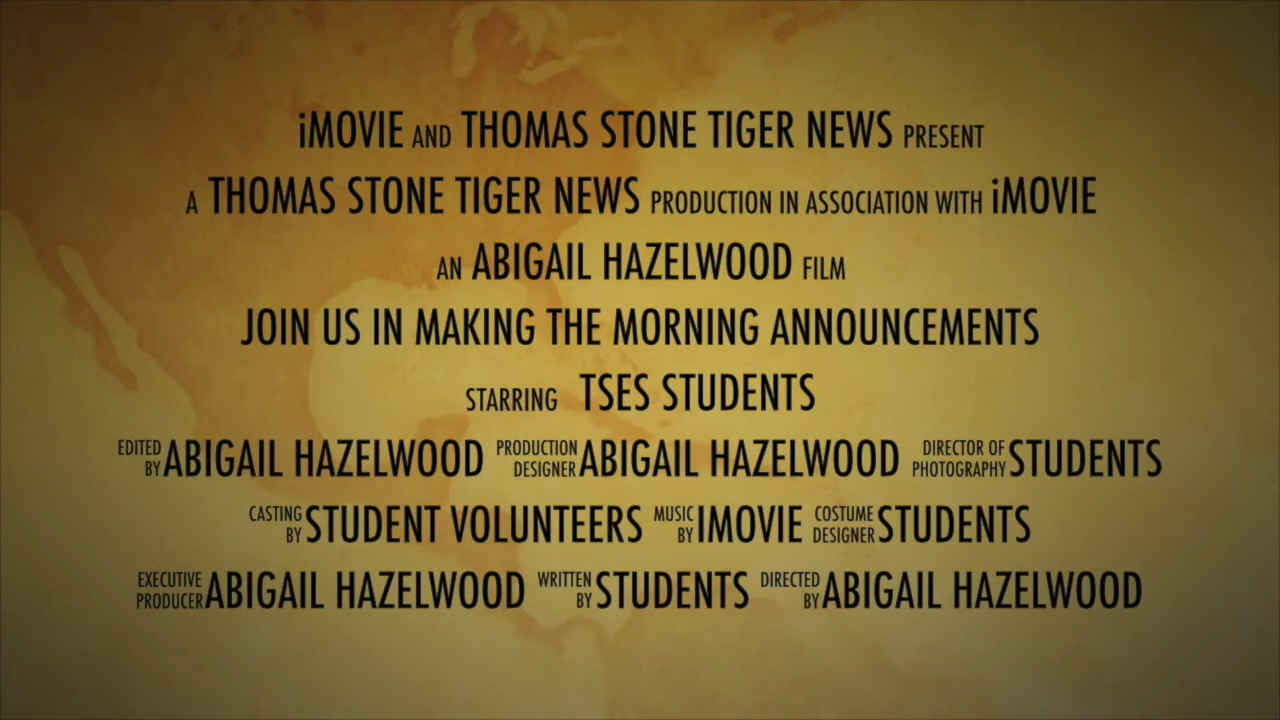 iMOVIE AND THOMAS STONE TIGER NEWS PRESENT
A THOMAS STONE TIGER NEWS PRODUCTION IN ASSOCIATION WITH iMOVIE
AN ABIGAIL HAZELWOOD FILM
JOIN US IN MAKING THE MORNING ANNOUNCEMENTS
STARRING TSES STUDENTS
EDITED BY ABIGAIL HAZELWOOD PRODUCTION DESIGNER ABIGAIL HAZELWOOD DIRECTOR OF PHOTOGRAPHY STUDENTS
CASTING BY STUDENT VOLUNTEERS MUSIC BY IMOVIE COSTUME DESIGNER STUDENTS
EXECUTIVE PRODUCER ABIGAIL HAZELWOOD WRITTEN BY STUDENTS DIRECTED BY ABIGAIL HAZELWOOD